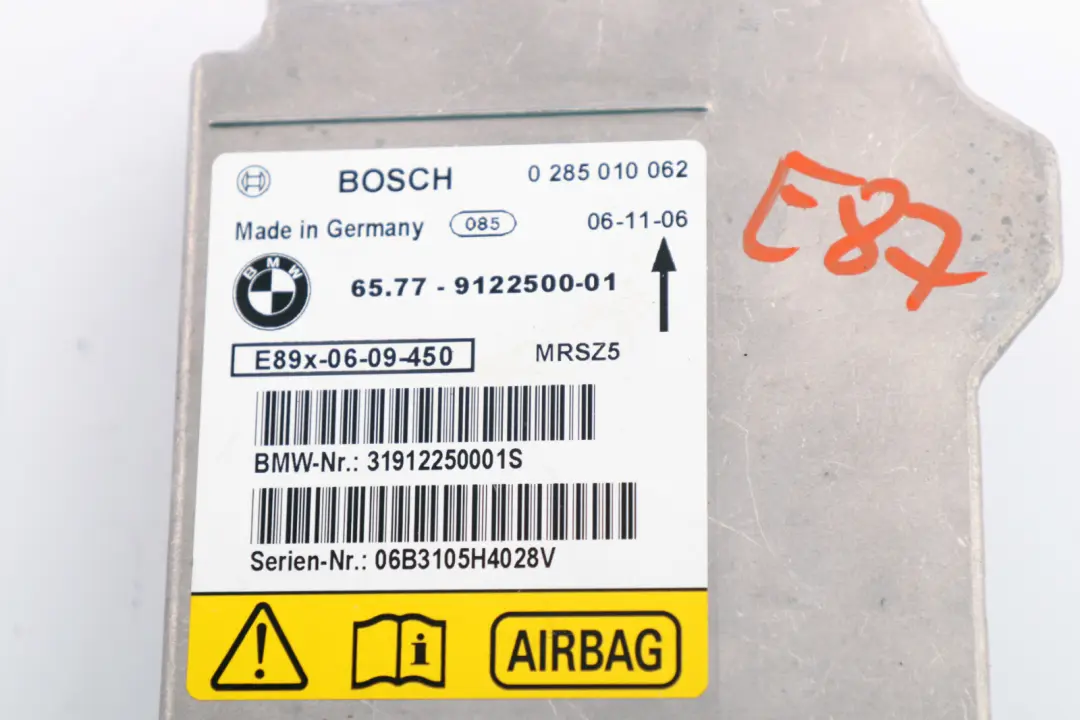 BOSCH 0 285 010 062
Made in Germany 085 06-11-06
BMW
65.77 - 9122500-01
E89x-06-09-450 MRSZ5
BMW-Nr.: 31912250001S
Serien-Nr.: 06B3105H4028V
i AIRBAG
E87